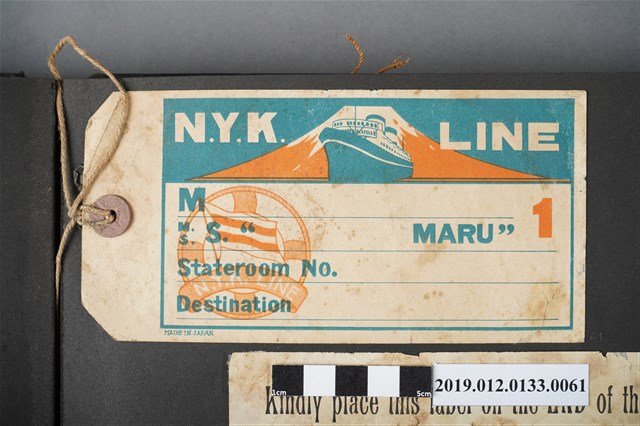 N.Y.K. LINE
M
M. S. S. “ MARU” 1
Stateroom No.
Destination
N.Y.K. LINE
MADE IN JAPAN
1cm 5cm
2019.012.0133.0061
Kindly place this label on the END of th